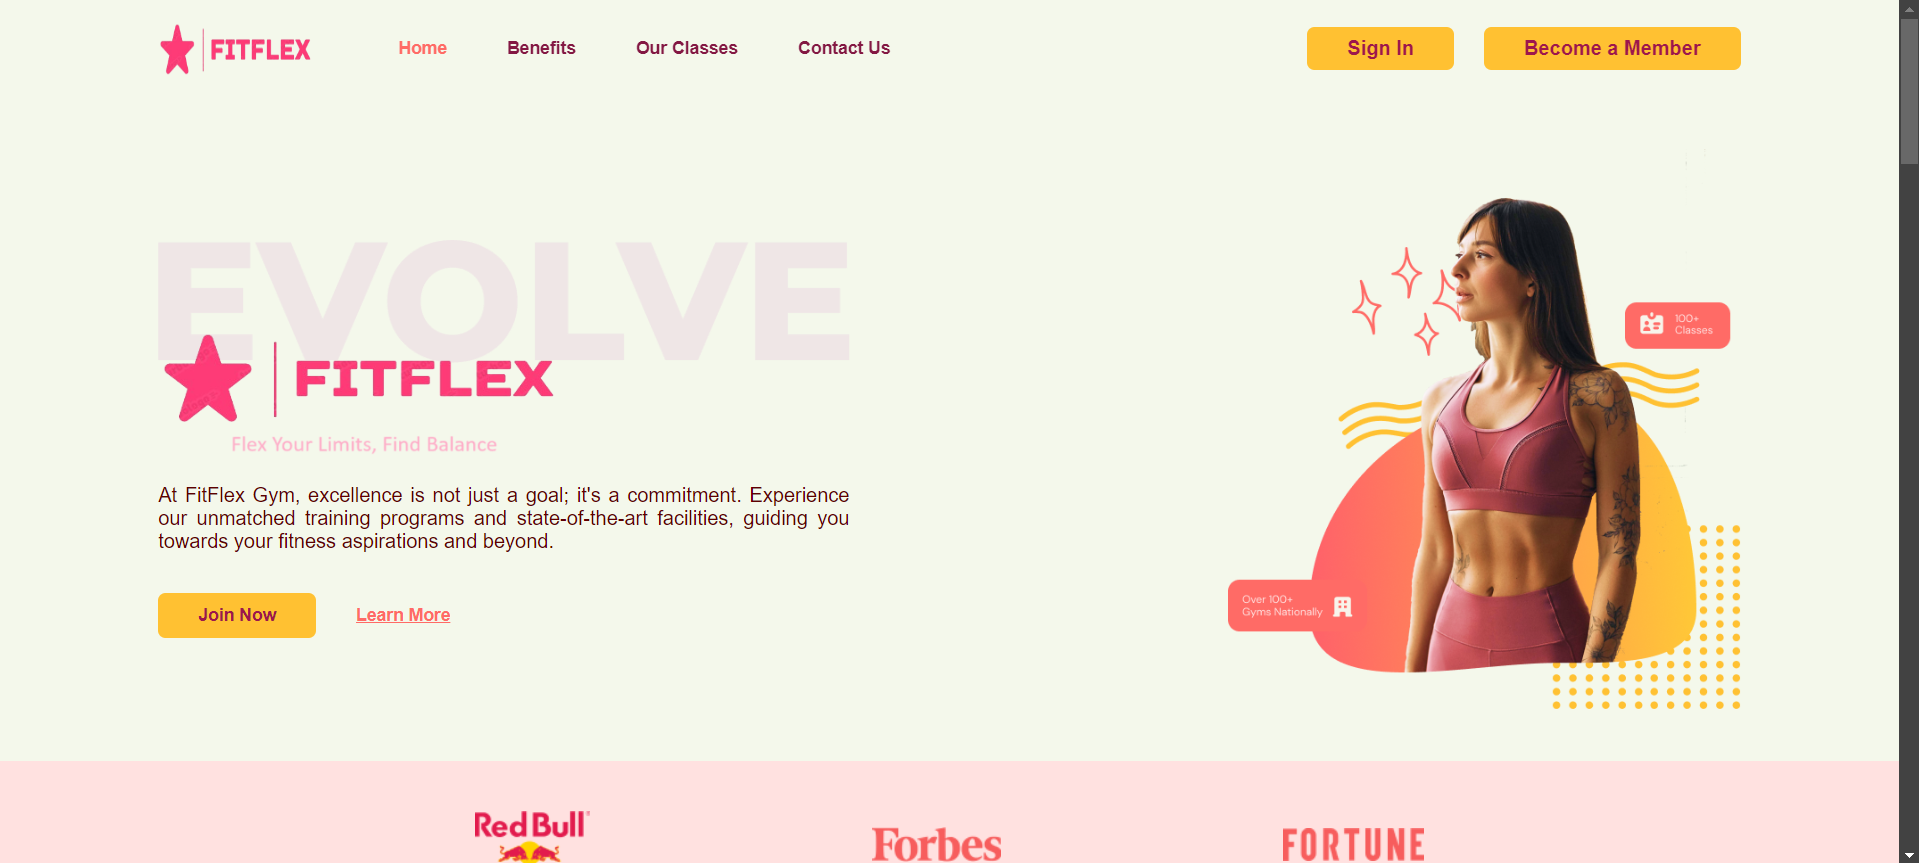 FITFLEX
Home
Benefits
Our Classes
Contact Us
Sign In
Become a Member
EVOLVE
FITFLEX
Flex Your Limits, Find Balance
At FitFlex Gym, excellence is not just a goal; it's a commitment. Experience
our unmatched training programs and state-of-the-art facilities, guiding you
towards your fitness aspirations and beyond.
Join Now
Learn More
100+
Classes
Over 100+
Gyms Nationally
Red Bull
Forbes
FORTUNE